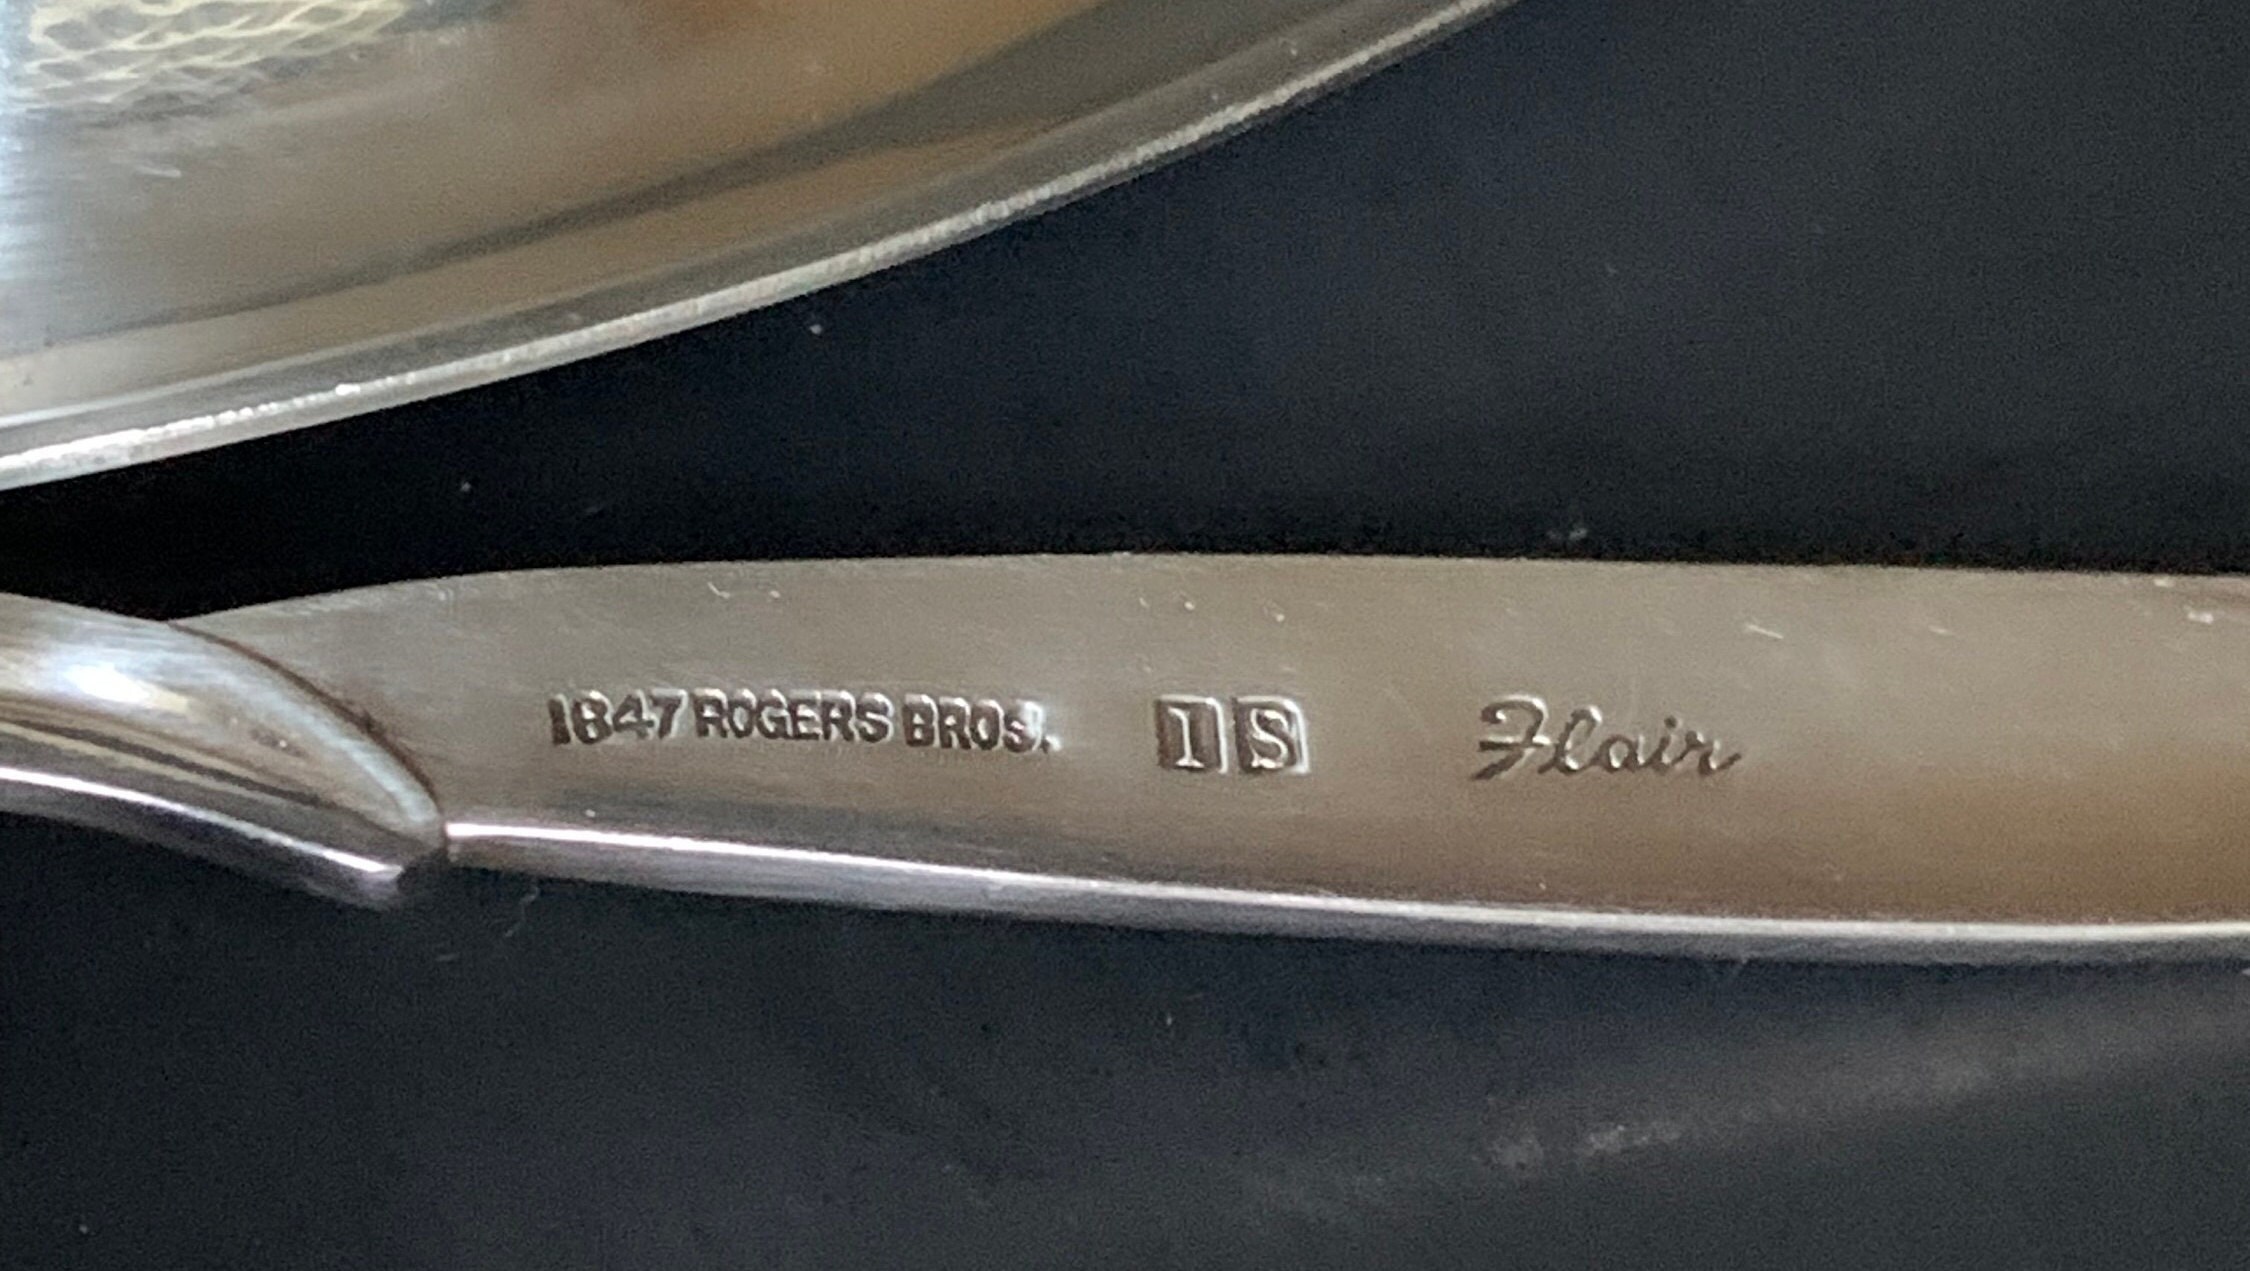 1847 ROGERS BROS. IS Flair